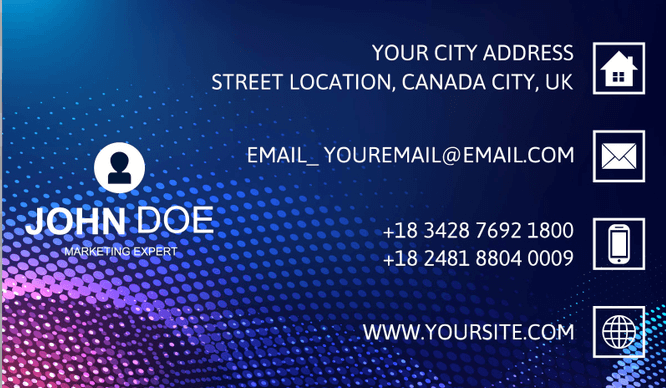 YOUR CITY ADDRESS
STREET LOCATION, CANADA CITY, UK
EMAIL_ YOUREMAIL@EMAIL.COM
JOHN DOE
MARKETING EXPERT
+18 3428 7692 1800
+18 2481 8804 0009
WWW.YOURSITE.COM